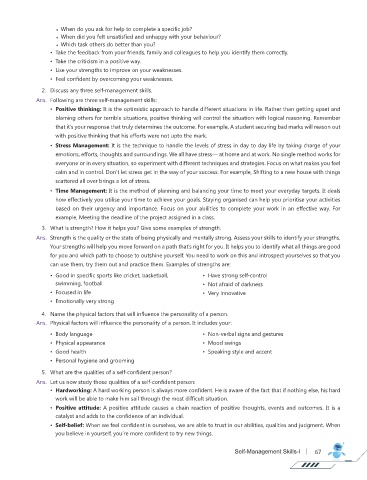 • When do you ask for help to complete a specific job?
• When did you felt unsatisfied and unhappy with your behaviour?
• Which task others do better than you?
• Take the feedback from your friends, family and colleagues to help you identify them correctly.
• Take the criticism in a positive way.
• Use your strengths to improve on your weaknesses.
• Feel confident by overcoming your weaknesses.
2. Discuss any three self-management skills.
Ans. Following are three self-management skills:
• Positive thinking: It is the optimistic approach to handle different situations in life. Rather than getting upset and
blaming others for terrible situations, positive thinking will control the situation with logical reasoning. Remember
that it's your response that truly determines the outcome. For example, A student securing bad marks will reason out
with positive thinking that his efforts were not upto the mark.
• Stress Management: It is the technique to handle the levels of stress in day to day life by taking charge of your
emotions, efforts, thoughts and surroundings. We all have stress — at home and at work. No single method works for
everyone or in every situation, so experiment with different techniques and strategies. Focus on what makes you feel
calm and in control. Don't let stress get in the way of your success. For example, Shifting to a new house with things
scattered all over brings a lot of stress.
• Time Management: It is the method of planning and balancing your time to meet your everyday targets. It deals
how effectively you utilise your time to achieve your goals. Staying organised can help you prioritise your activities
based on their urgency and importance. Focus on your abilities to complete your work in an effective way. For
example, Meeting the deadline of the project assigned in a class.
3. What is strength? How it helps you? Give some examples of strength.
Ans. Strength is the quality or the state of being physically and mentally strong. Assess your skills to identify your strengths.
Your strengths will help you move forward on a path that's right for you. It helps you to identify what all things are good
for you and which path to choose to outshine yourself. You need to work on this and introspect yourselves so that you
can use them, try them out and practice them. Examples of strengths are:
• Good in specific sports like cricket, basketball,
swimming, football
• Focused in life
• Emotionally very strong
• Have strong self-control
• Not afraid of darkness
• Very innovative
4. Name the physical factors that will influence the personality of a person.
Ans. Physical factors will influence the personality of a person. It includes your:
• Body language
• Physical appearance
• Good health
• Personal hygiene and grooming
• Non-verbal signs and gestures
• Mood swings
• Speaking style and accent
5. What are the qualities of a self-confident person?
Ans. Let us now study those qualities of a self-confident person:
• Hardworking: A hard working person is always more confident. He is aware of the fact that if nothing else, his hard
work will be able to make him sail through the most difficult situation.
• Positive attitude: A positive attitude causes a chain reaction of positive thoughts, events and outcomes. It is a
catalyst and adds to the confidence of an individual.
• Self-belief: When we feel confident in ourselves, we are able to trust in our abilities, qualities and judgment. When
you believe in yourself, you're more confident to try new things.
Self-Management Skills-I | 67